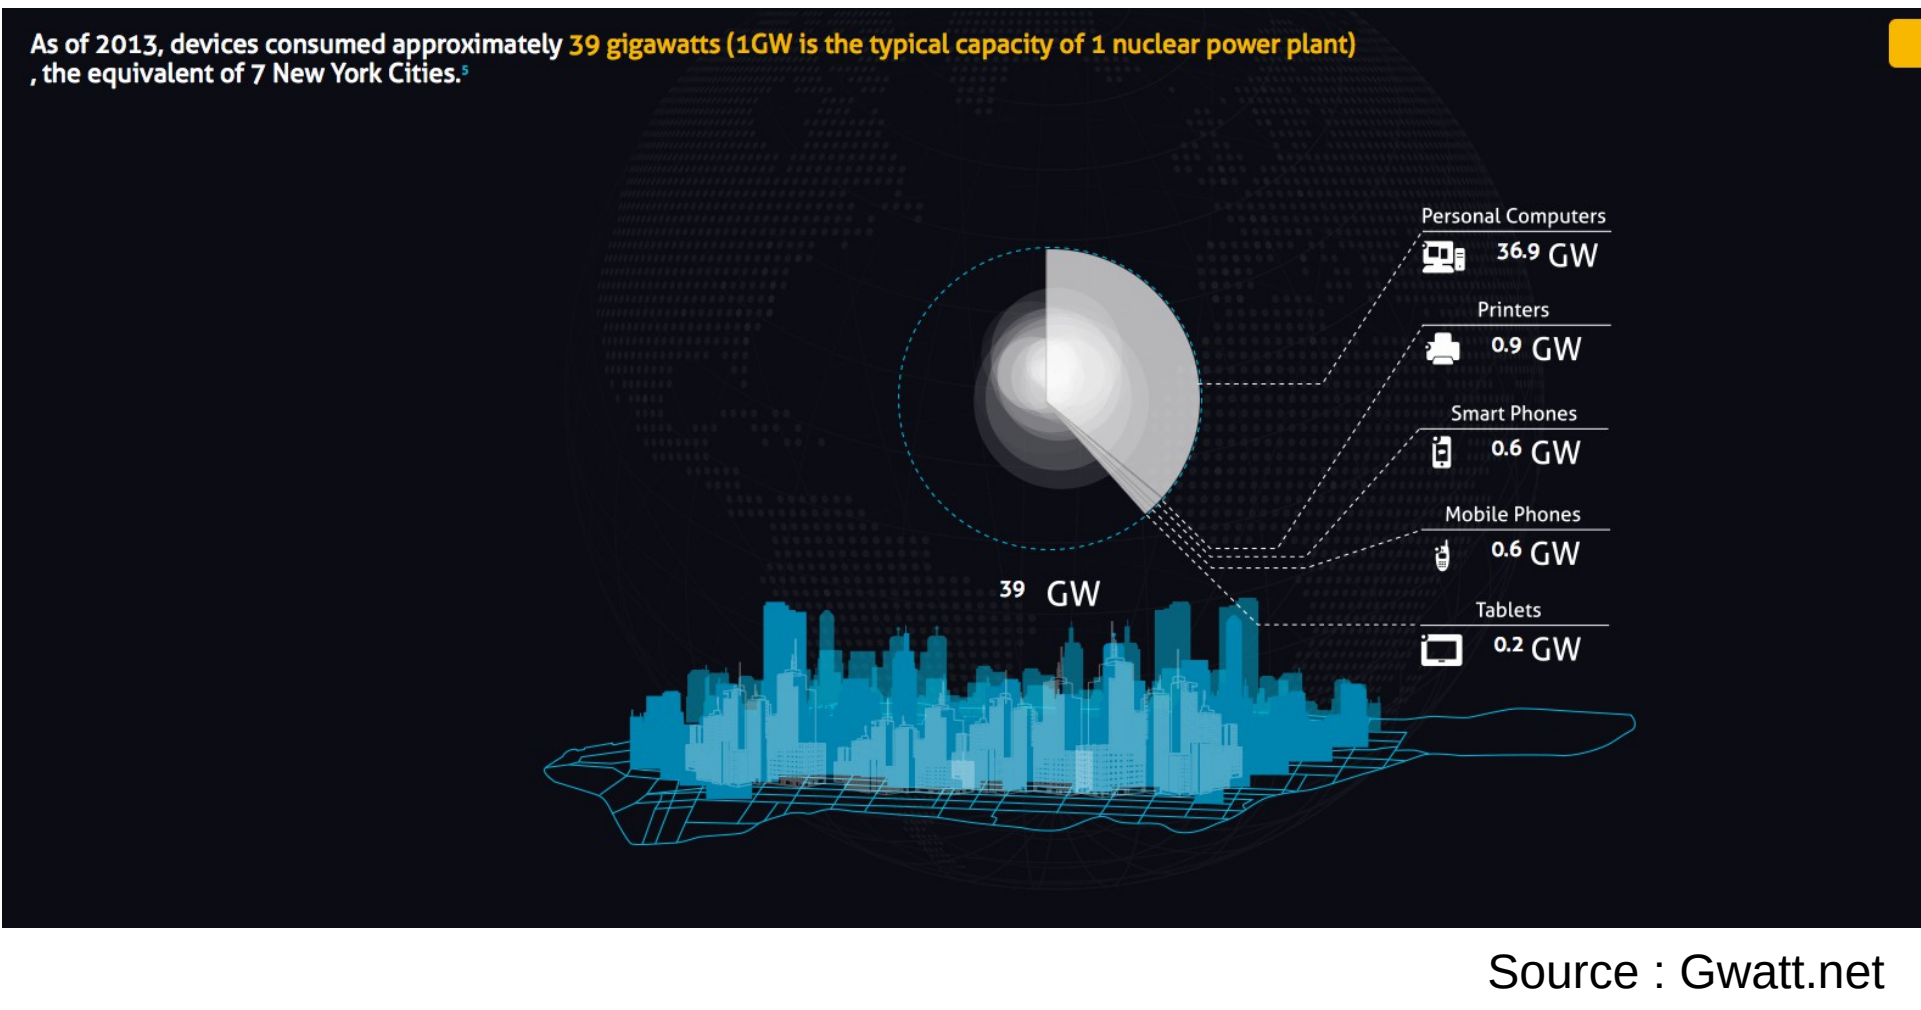 As of 2013, devices consumed approximately 39 gigawatts (1GW is the typical capacity of 1 nuclear power plant)
, the equivalent of 7 New York Cities.5
Personal Computers
36.9 GW
Printers
0.9 GW
Smart Phones
0.6 GW
Mobile Phones
0.6 GW
Tablets
0.2 GW
39 GW
Source : Gwatt.net